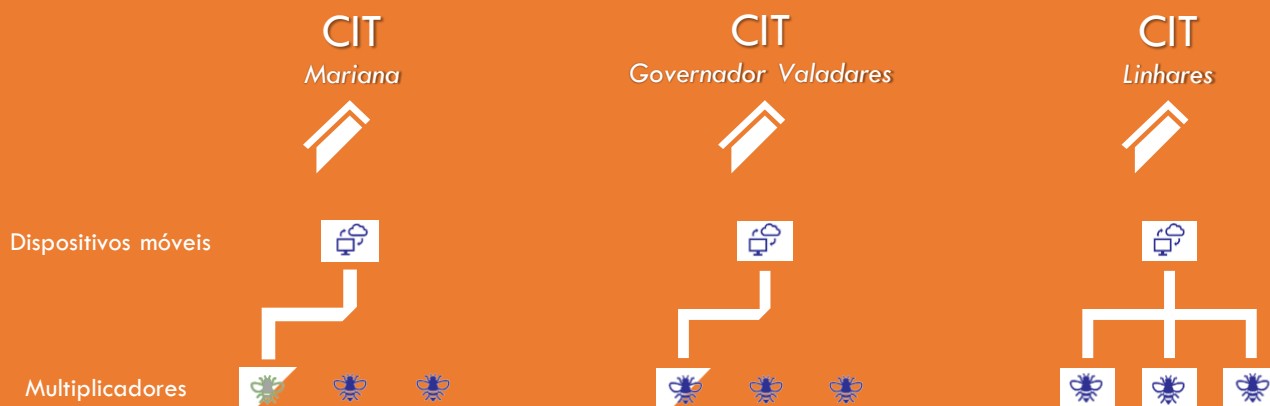 CIT
Mariana
CIT
Governador Valadares
CIT
Linhares
Dispositivos móveis
Multiplicadores